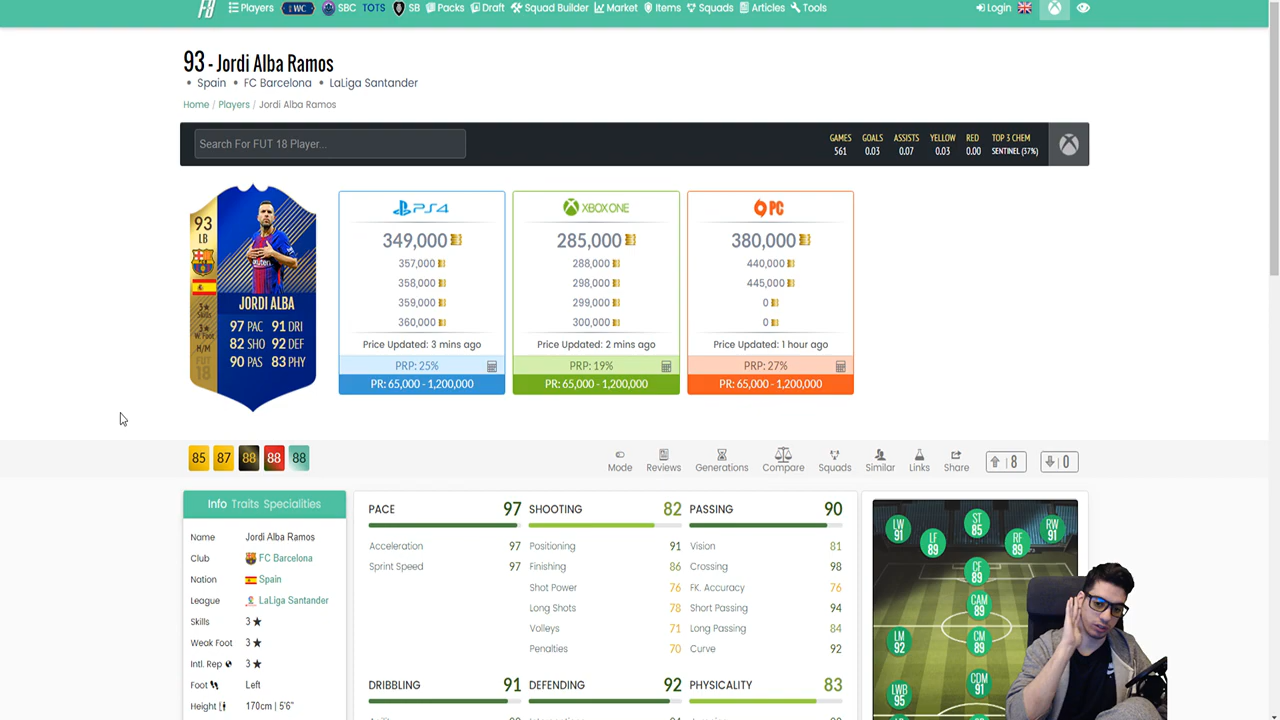 F8 Players WC SBC TOTS SB Packs Draft Squad Builder Market Items Squads Articles Tools Login
93 - Jordi Alba Ramos
• Spain • FC Barcelona • LaLiga Santander
Home / Players / Jordi Alba Ramos
Search For FUT 18 Player...
GAMES GOALS ASSISTS YELLOW RED TOP 3 CHEM
561 0.03 0.07 0.03 0.00 SENTINEL (37%)
93
LB
3★
Skills
3★
W.Foot
H/M
FUT
18
JORDI ALBA
97 PAC 91 DRI
82 SHO 92 DEF
90 PAS 83 PHY
PS4
349,000
357,000
358,000
359,000
360,000
Price Updated: 3 mins ago
PRP: 25%
PR: 65,000 - 1,200,000
XBOX ONE
285,000
288,000
298,000
299,000
300,000
Price Updated: 2 mins ago
PRP: 19%
PR: 65,000 - 1,200,000
PC
380,000
440,000
445,000
0
0
Price Updated: 1 hour ago
PRP: 27%
PR: 65,000 - 1,200,000
85 87 88 88 88
Mode Reviews Generations Compare Squads Similar Links Share 8 0
Info Traits Specialities
Name Jordi Alba Ramos
Club FC Barcelona
Nation Spain
League LaLiga Santander
Skills 3 ★
Weak Foot 3 ★
Intl. Rep 3 ★
Foot Left
Height 170cm | 5'6"
PACE 97
Acceleration 97
Sprint Speed 97
SHOOTING 82
Positioning 91
Finishing 86
Shot Power 76
Long Shots 78
Volleys 71
Penalties 70
PASSING 90
Vision 81
Crossing 98
FK. Accuracy 76
Short Passing 94
Long Passing 84
Curve 92
DRIBBLING 91
DEFENDING 92
PHYSICALITY 83
ST
85
LW
91
RW
91
LF
89
RF
89
CF
89
CAM
89
LM
92
CM
89
CDM
91
LWB
95